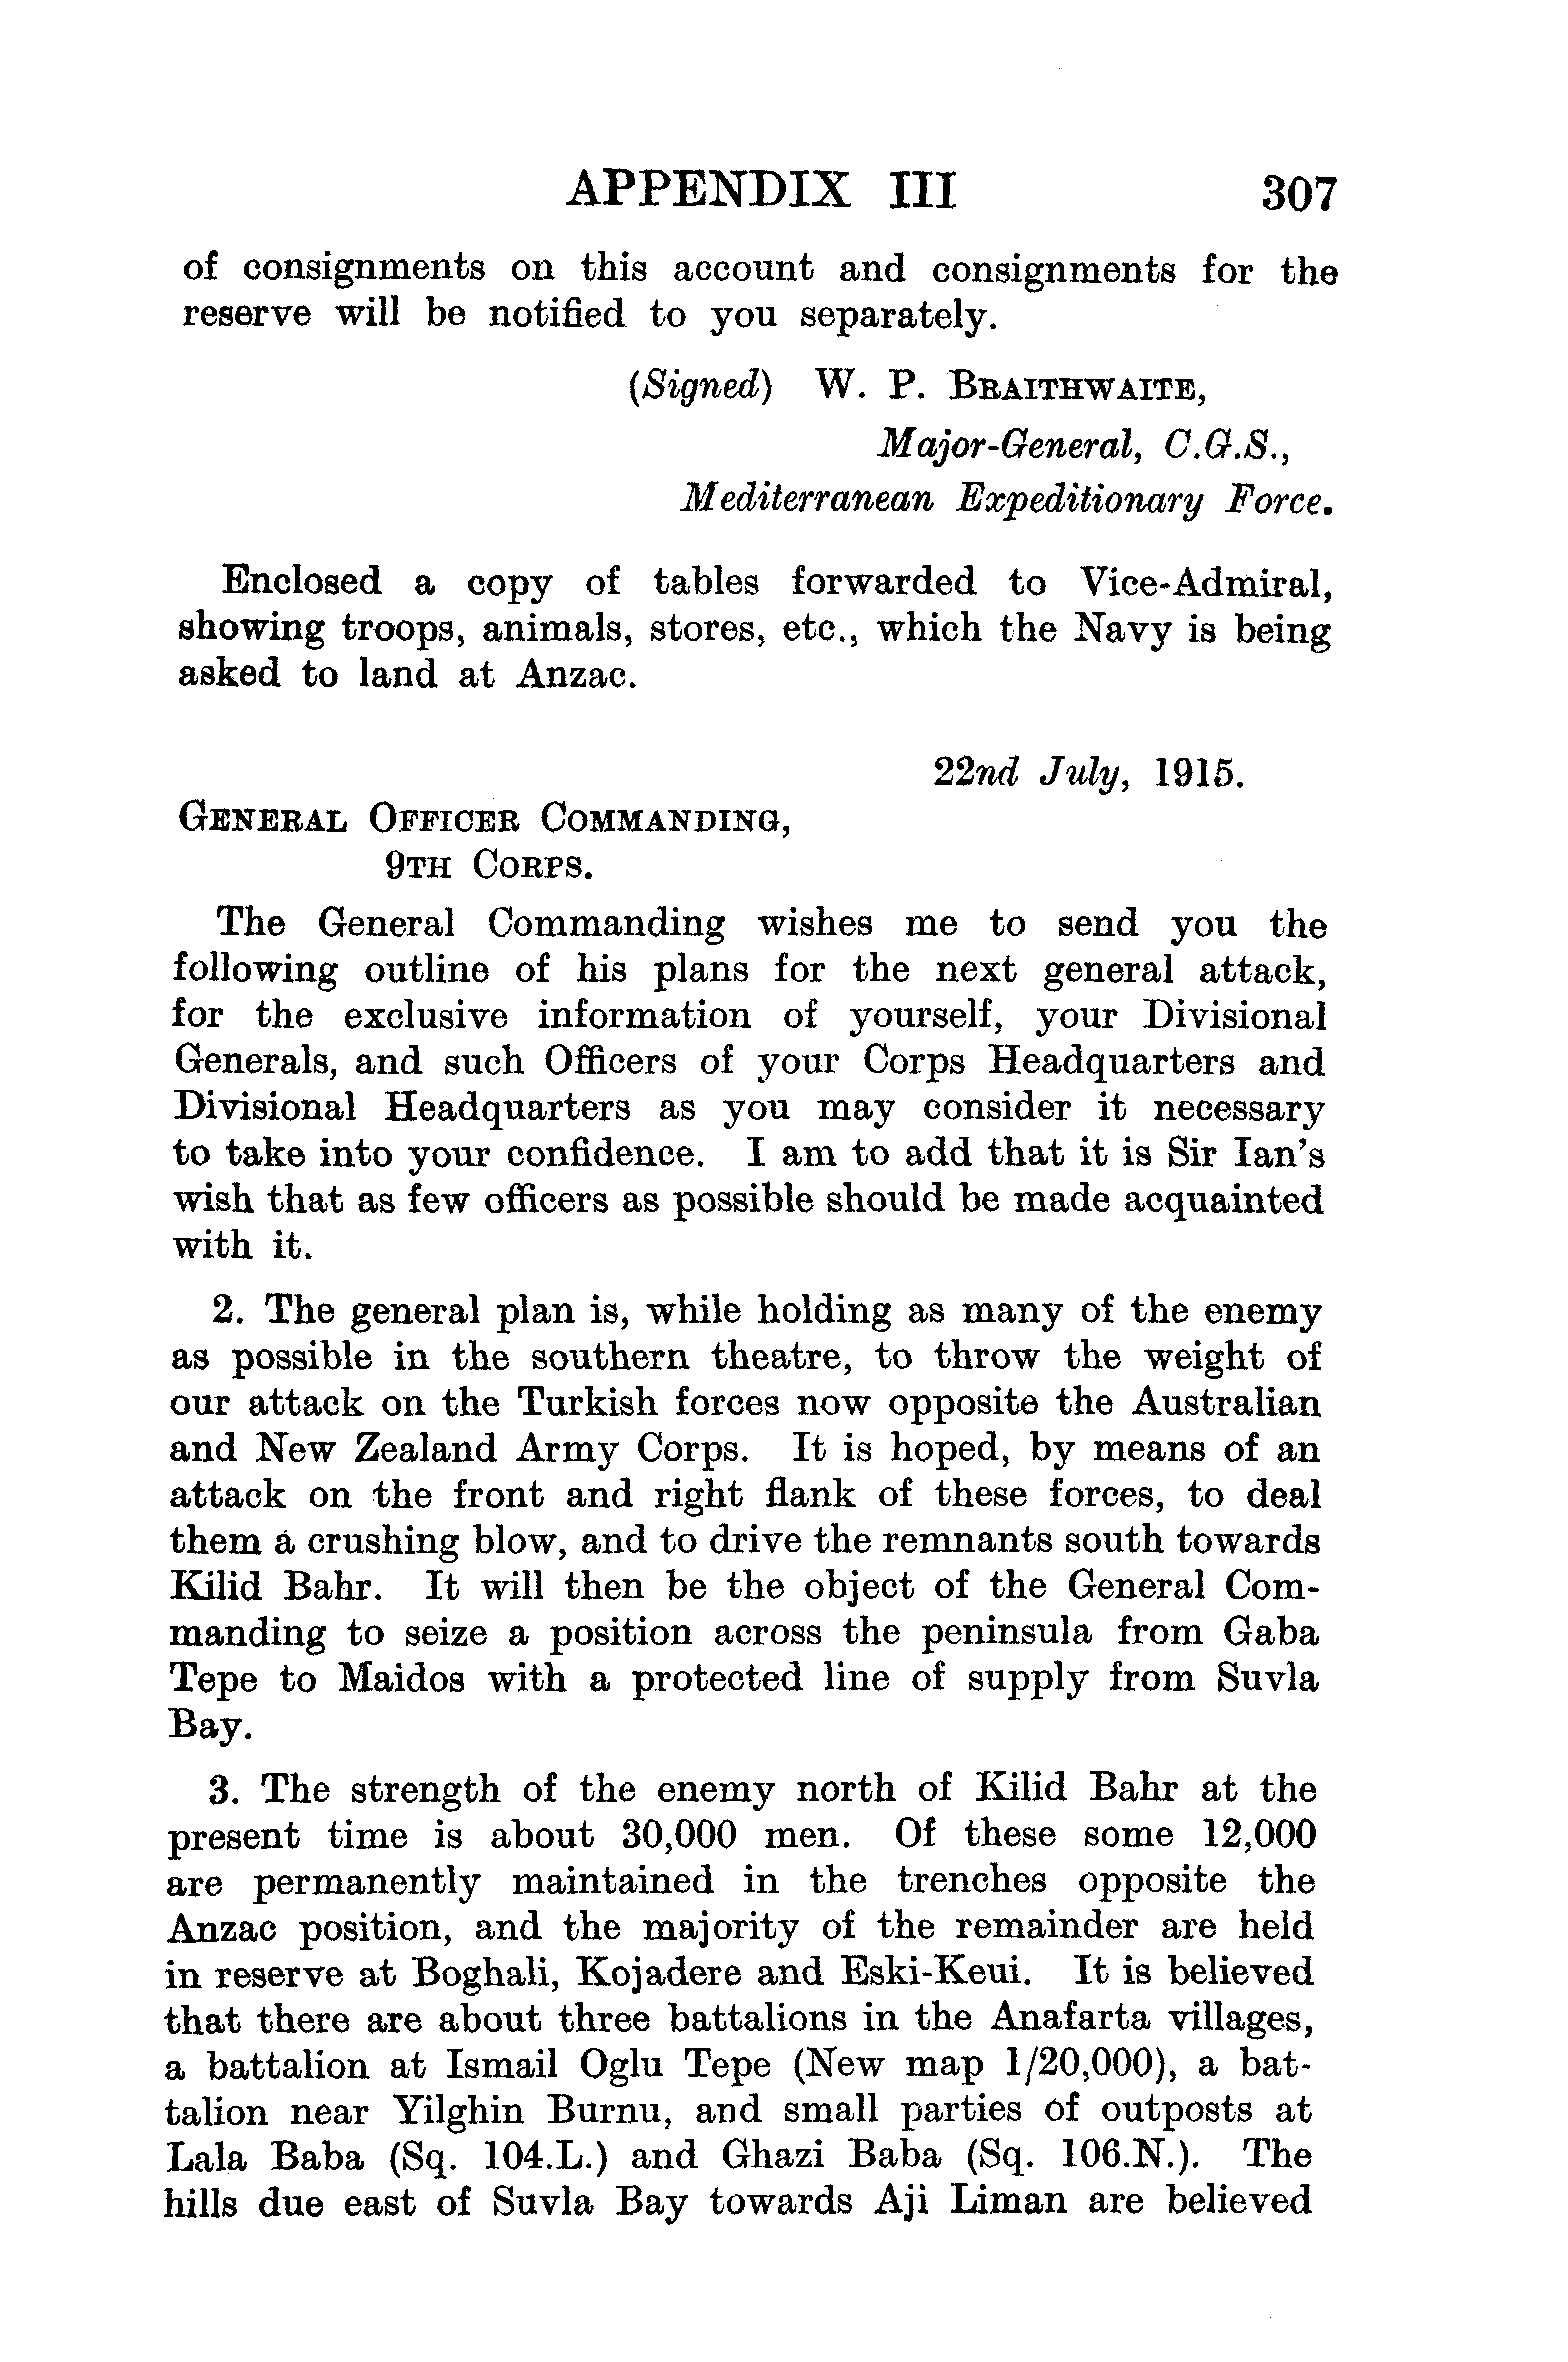 APPENDIX III 307
of consignments on this account and consignments for the
reserve will be notified to you separately.
(Signed) W. P. BRAITHWAITE,
Major-General, C.G.S.,
Mediterranean Expeditionary Force.
Enclosed a copy of tables forwarded to Vice-Admiral,
showing troops, animals, stores, etc., which the Navy is being
asked to land at Anzac.
22nd July, 1915.
GENERAL OFFICER COMMANDING,
9TH CORPS.
The General Commanding wishes me to send you the
following outline of his plans for the next general attack,
for the exclusive information of yourself, your Divisional
Generals, and such Officers of your Corps Headquarters and
Divisional Headquarters as you may consider it necessary
to take into your confidence. I am to add that it is Sir Ian's
wish that as few officers as possible should be made acquainted
with it.
2. The general plan is, while holding as many of the enemy
as possible in the southern theatre, to throw the weight of
our attack on the Turkish forces now opposite the Australian
and New Zealand Army Corps. It is hoped, by means of an
attack on the front and right flank of these forces, to deal
them a crushing blow, and to drive the remnants south towards
Kilid Bahr. It will then be the object of the General Com-
manding to seize a position across the peninsula from Gaba
Tepe to Maidos with a protected line of supply from Suvla
Bay.
3. The strength of the enemy north of Kilid Bahr at the
present time is about 30,000 men. Of these some 12,000
are permanently maintained in the trenches opposite the
Anzac position, and the majority of the remainder are held
in reserve at Boghali, Kojadere and Eski-Keui. It is believed
that there are about three battalions in the Anafarta villages,
a battalion at Ismail Oglu Tepe (New map 1/20,000), a bat-
talion near Yilghin Burnu, and small parties of outposts at
Lala Baba (Sq. 104.L.) and Ghazi Baba (Sq. 106.N.). The
hills due east of Suvla Bay towards Aji Liman are believed